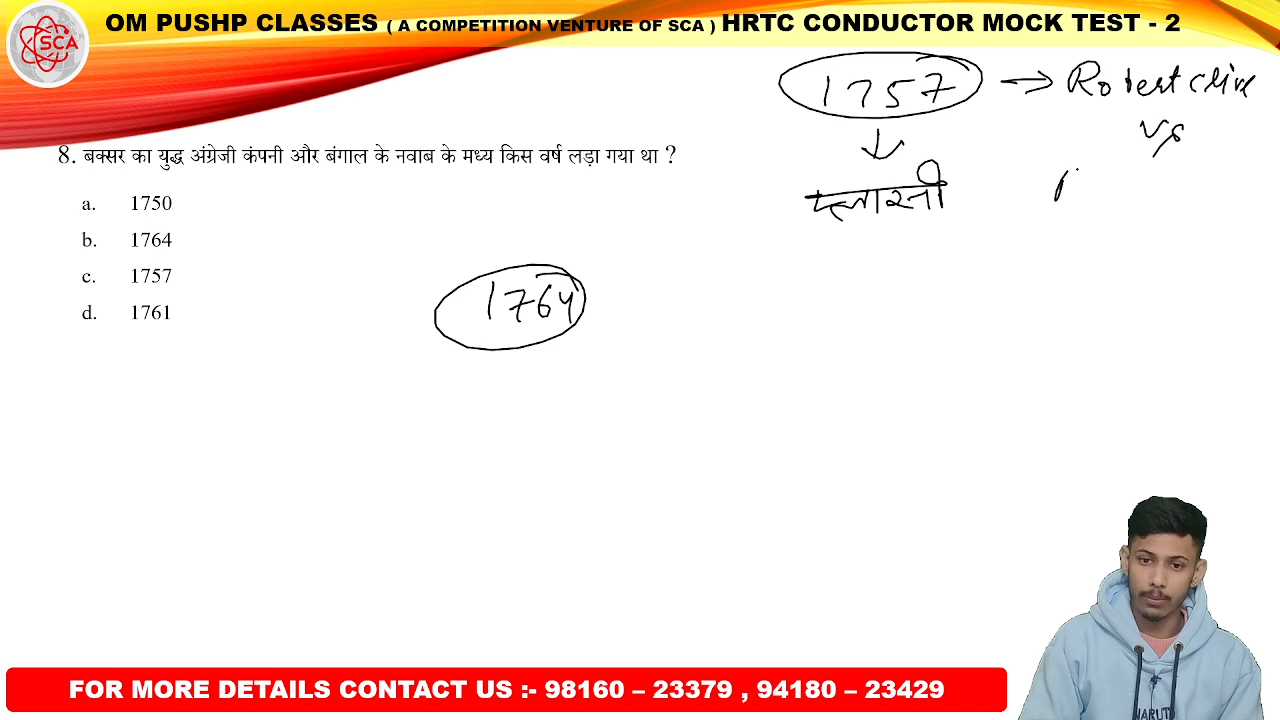 SCA
OM PUSHP CLASSES ( A COMPETITION VENTURE OF SCA ) HRTC CONDUCTOR MOCK TEST - 2
1757 → Robert clive
vs
प्लासी
8. बक्सर का युद्ध अंग्रेजी कंपनी और बंगाल के नवाब के मध्य किस वर्ष लड़ा गया था ?
a. 1750
b. 1764
c. 1757
d. 1761
1764
NARUT
FOR MORE DETAILS CONTACT US :- 98160 – 23379 , 94180 – 23429